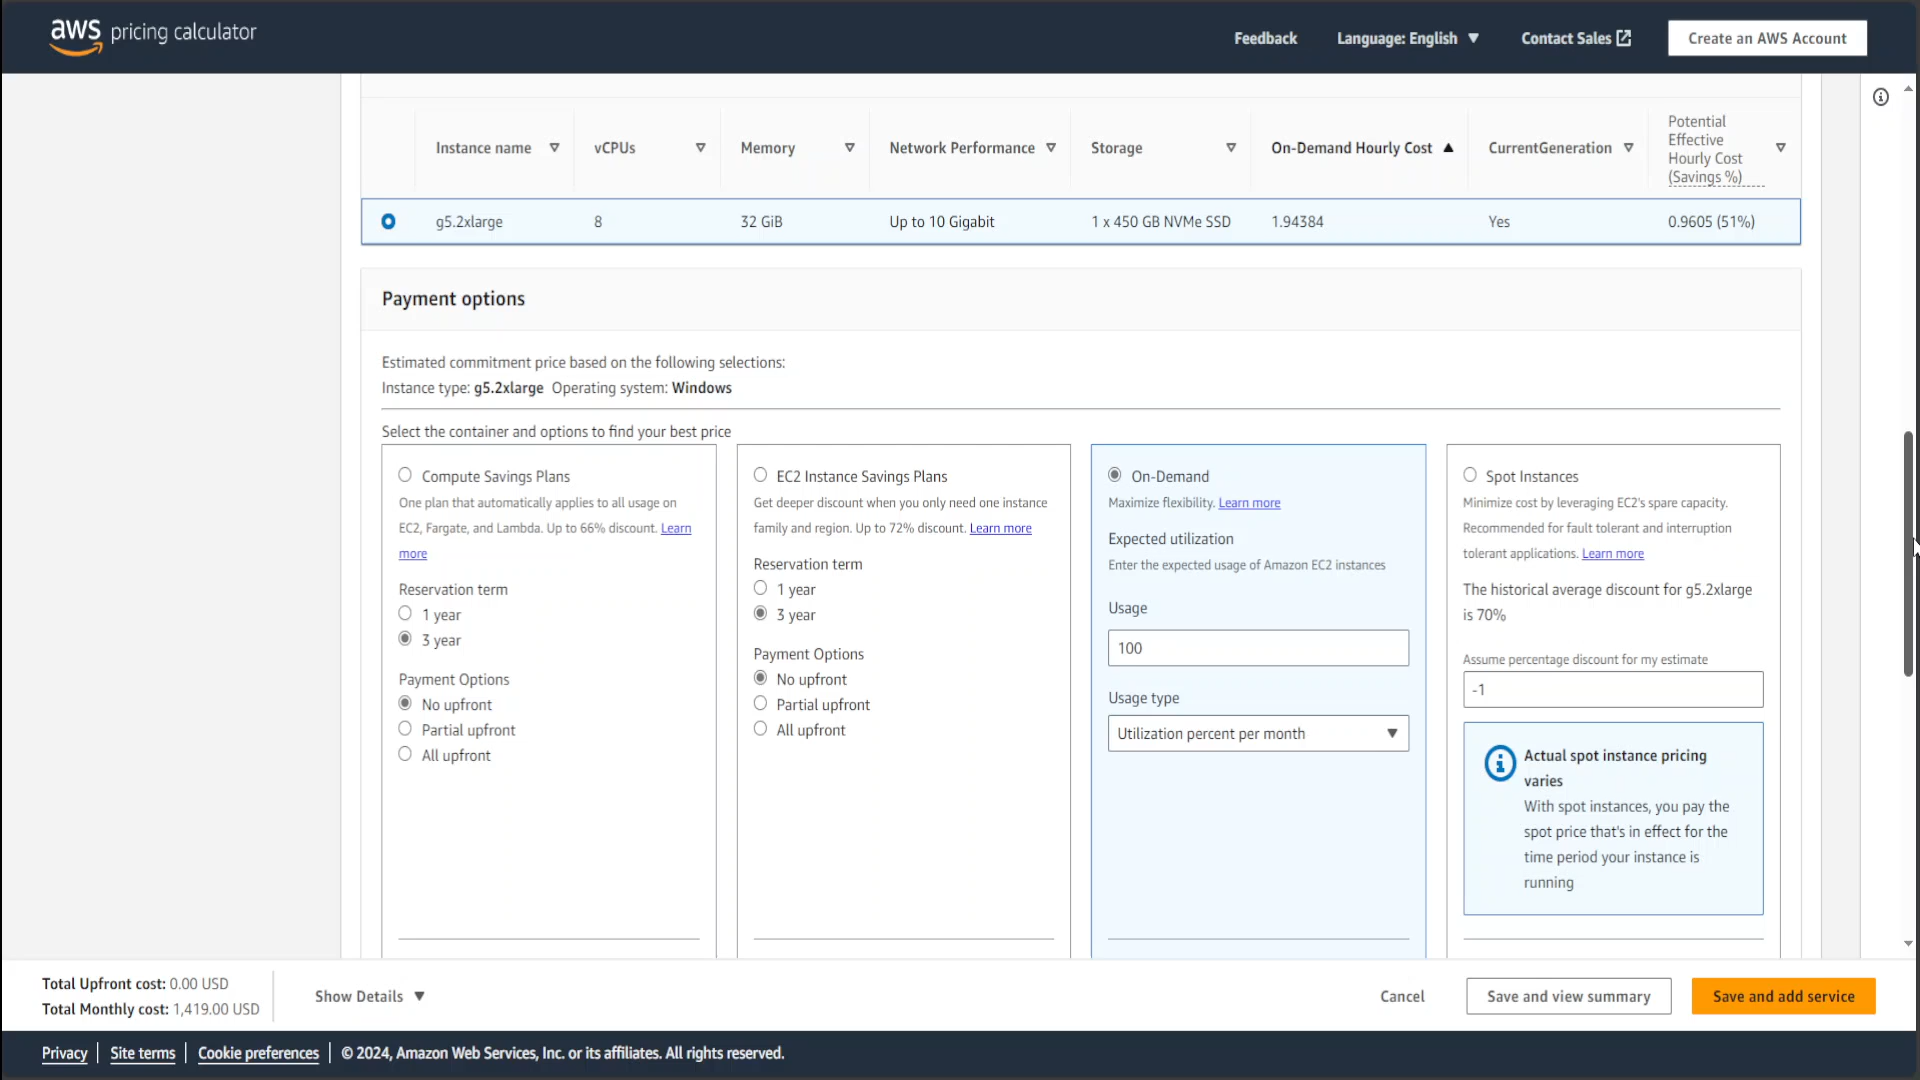 aws pricing calculator
Feedback
Language: English
Contact Sales
Create an AWS Account
Instance name
vCPUs
Memory
Network Performance
Storage
On-Demand Hourly Cost
CurrentGeneration
Potential
Effective
Hourly Cost
(Savings %)
g5.2xlarge
8
32 GiB
Up to 10 Gigabit
1 x 450 GB NVMe SSD
1.94384
Yes
0.9605 (51%)
Payment options
Estimated commitment price based on the following selections:
Instance type: g5.2xlarge Operating system: Windows
Select the container and options to find your best price
Compute Savings Plans
One plan that automatically applies to all usage on
EC2, Fargate, and Lambda. Up to 66% discount. Learn
more
Reservation term
1 year
3 year
Payment Options
No upfront
Partial upfront
All upfront
EC2 Instance Savings Plans
Get deeper discount when you only need one instance
family and region. Up to 72% discount. Learn more
Reservation term
1 year
3 year
Payment Options
No upfront
Partial upfront
All upfront
On-Demand
Maximize flexibility. Learn more
Expected utilization
Enter the expected usage of Amazon EC2 instances
Usage
100
Usage type
Utilization percent per month
Spot Instances
Minimize cost by leveraging EC2's spare capacity.
Recommended for fault tolerant and interruption
tolerant applications. Learn more
The historical average discount for g5.2xlarge
is 70%
Assume percentage discount for my estimate
-1
Actual spot instance pricing
varies
With spot instances, you pay the
spot price that's in effect for the
time period your instance is
running
Total Upfront cost: 0.00 USD
Total Monthly cost: 1,419.00 USD
Show Details
Cancel
Save and view summary
Save and add service
Privacy
Site terms
Cookie preferences
© 2024, Amazon Web Services, Inc. or its affiliates. All rights reserved.